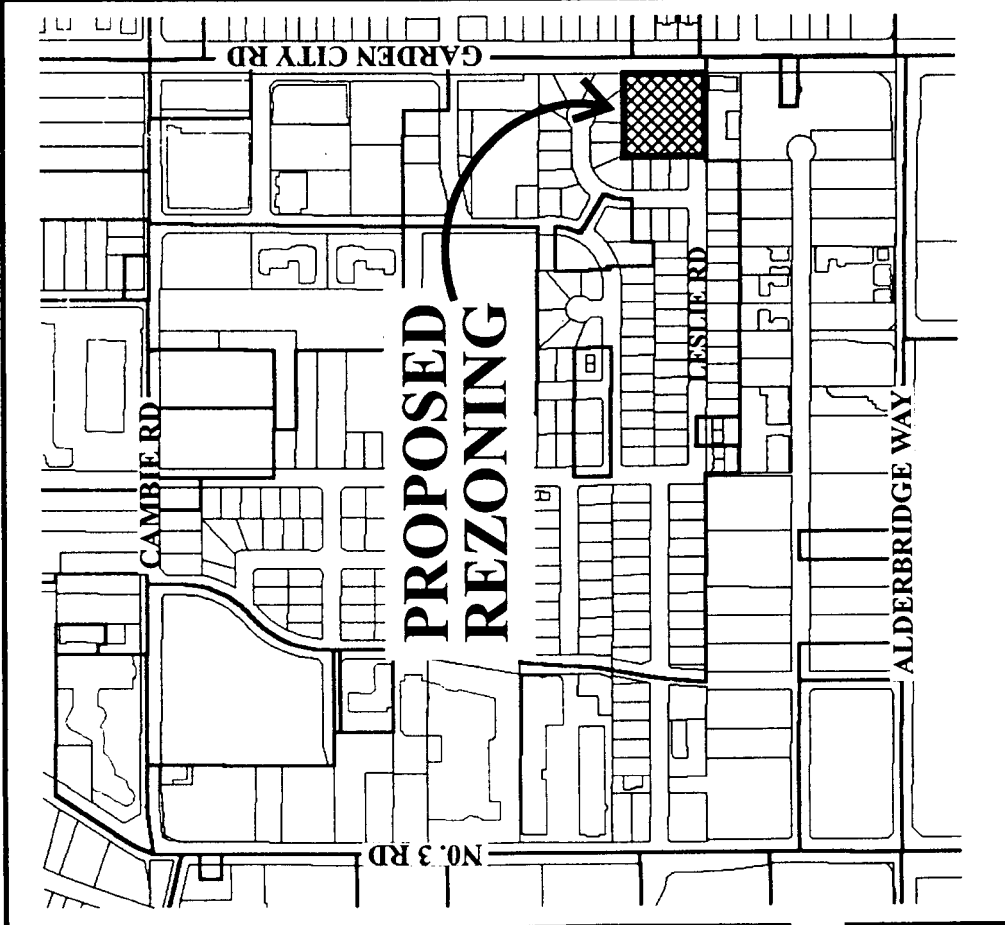 GARDEN CITY RD
CAMBIE RD
PROPOSED
REZONING
LESLIE RD
ALDERBRIDGE WAY
NO. 3 RD